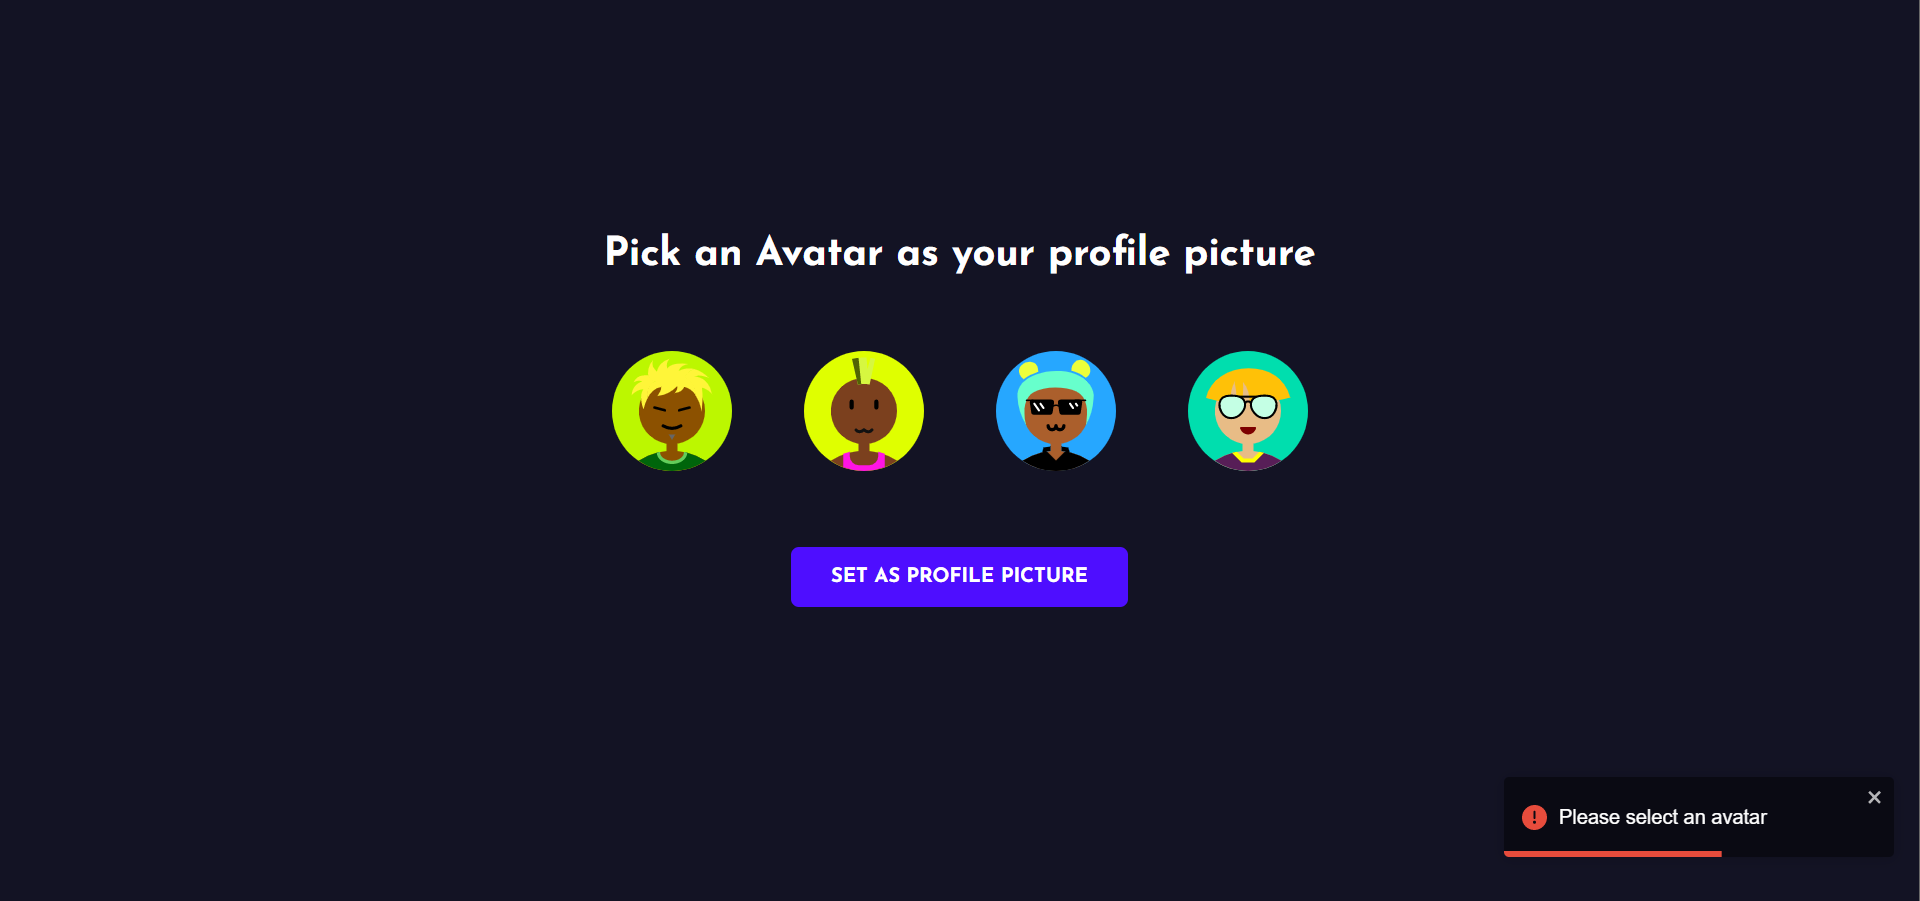 Pick an Avatar as your profile picture
SET AS PROFILE PICTURE
Please select an avatar